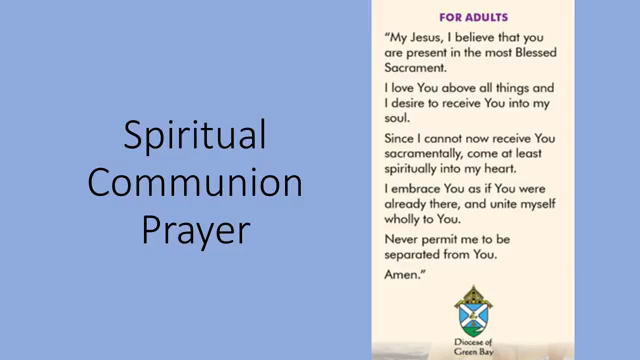 Spiritual
Communion
Prayer
FOR ADULTS
“My Jesus, I believe that you
are present in the most Blessed
Sacrament.
I love You above all things and
I desire to receive You into my
soul.
Since I cannot now receive You
sacramentally, come at least
spiritually into my heart.
I embrace You as if You were
already there, and unite myself
wholly to You.
Never permit me to be
separated from You.
Amen.”
Diocese of
Green Bay